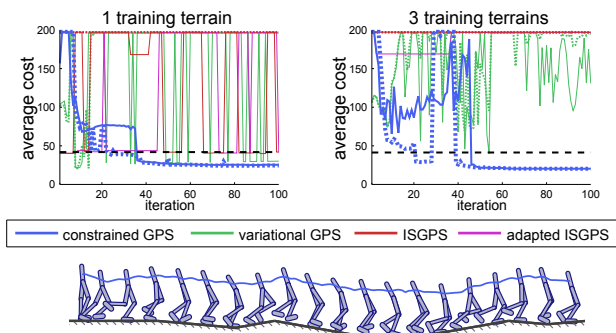 1 training terrain
3 training terrains
average cost
200
150
100
50
0
20
40
60
80
100
iteration
average cost
200
150
100
50
0
20
40
60
80
100
iteration
constrained GPS
variational GPS
ISGPS
adapted ISGPS